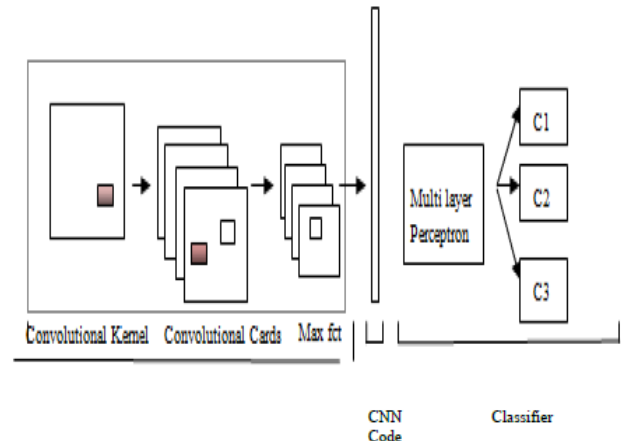 C1
C2
Multi layer
Perceptron
C3
Convolutional Kernel Convolutional Cards Max fct
CNN
Code
Classifier